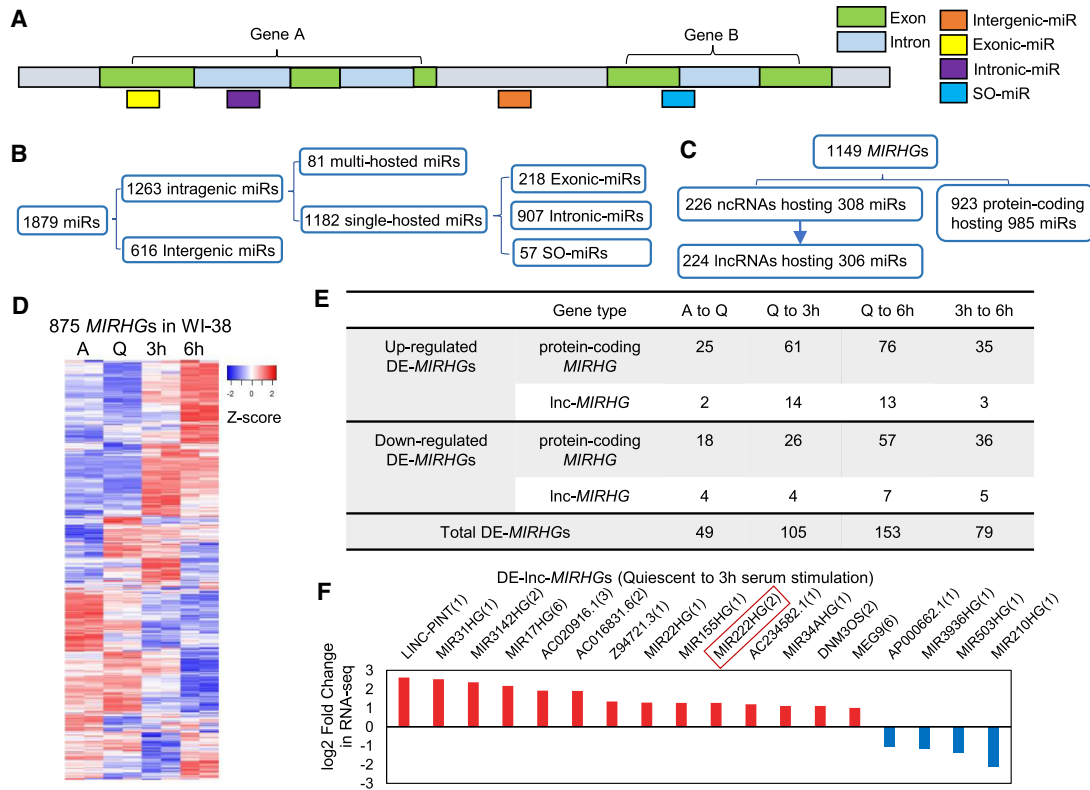 A
Gene A
Gene B
Exon
Intron
Intergenic-miR
Exonic-miR
Intronic-miR
SO-miR
B
1879 miRs
1263 intragenic miRs
616 Intergenic miRs
81 multi-hosted miRs
1182 single-hosted miRs
218 Exonic-miRs
907 Intronic-miRs
57 SO-miRs
C
1149 MIRHGs
226 ncRNAs hosting 308 miRs
923 protein-coding
hosting 985 miRs
224 lncRNAs hosting 306 miRs
D
875 MIRHGs in WI-38
A Q 3h 6h
-2 0 2
Z-score
E
Gene type A to Q Q to 3h Q to 6h 3h to 6h
Up-regulated
DE-MIRHGs
protein-coding
MIRHG
25 61 76 35
lnc-MIRHG 2 14 13 3
Down-regulated
DE-MIRHGs
protein-coding
MIRHG
18 26 57 36
lnc-MIRHG 4 4 7 5
Total DE-MIRHGs 49 105 153 79
F
DE-lnc-MIRHGs (Quiescent to 3h serum stimulation)
LINC-PINT(1)
MIR31HG(1)
MIR3142HG(2)
MIR17HG(6)
AC020916.1(3)
AC016831.6(2)
Z94721.3(1)
MIR22HG(1)
MIR155HG(1)
MIR222HG(2)
AC234582.1(1)
MIR34AHG(1)
DNM3OS(2)
MEG9(6)
AP000662.1(1)
MIR3936HG(1)
MIR503HG(1)
MIR210HG(1)
log2 Fold Change
in RNA-seq
3
2
1
0
-1
-2
-3